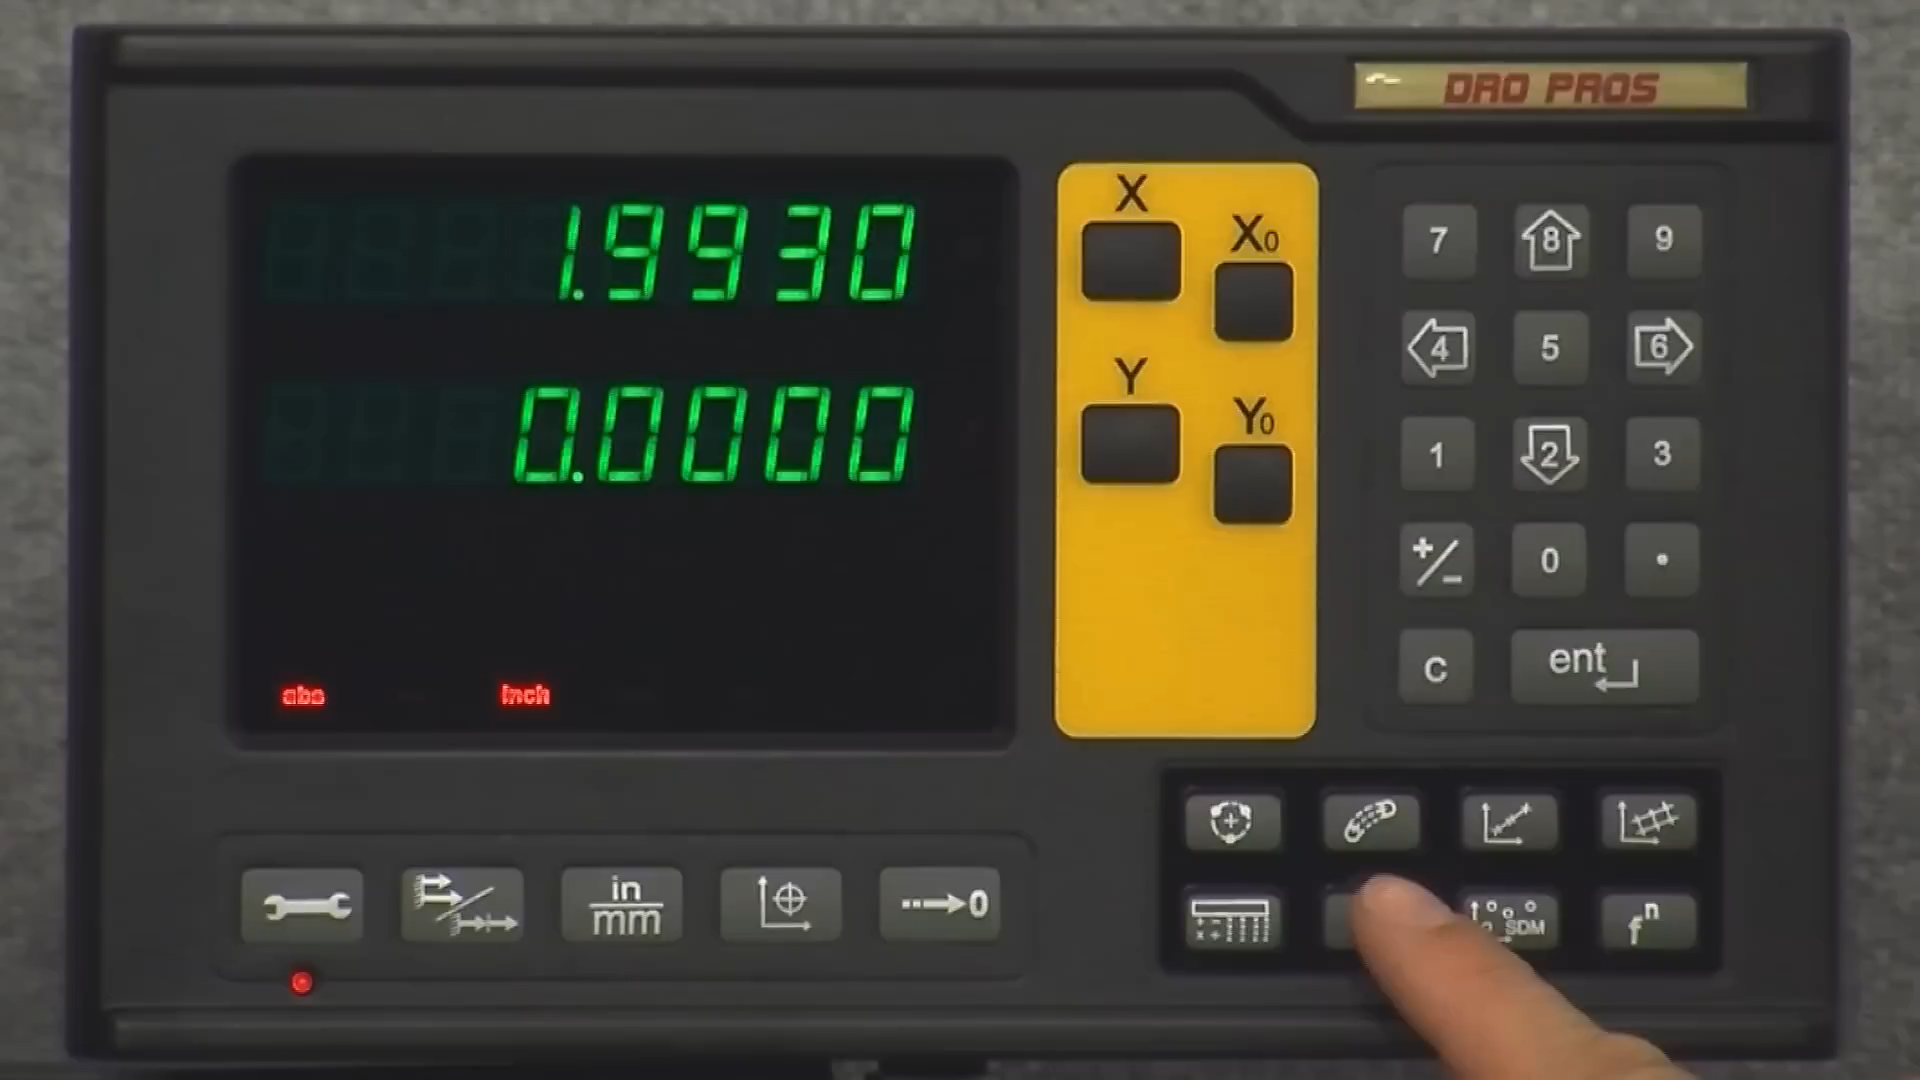 DRO PROS
1.9930
0.0000
abs
inch
X
X0
Y
Y0
7
8
9
4
5
6
1
2
3
+/-
0
.
c
ent
in
mm
0
SDM
fn